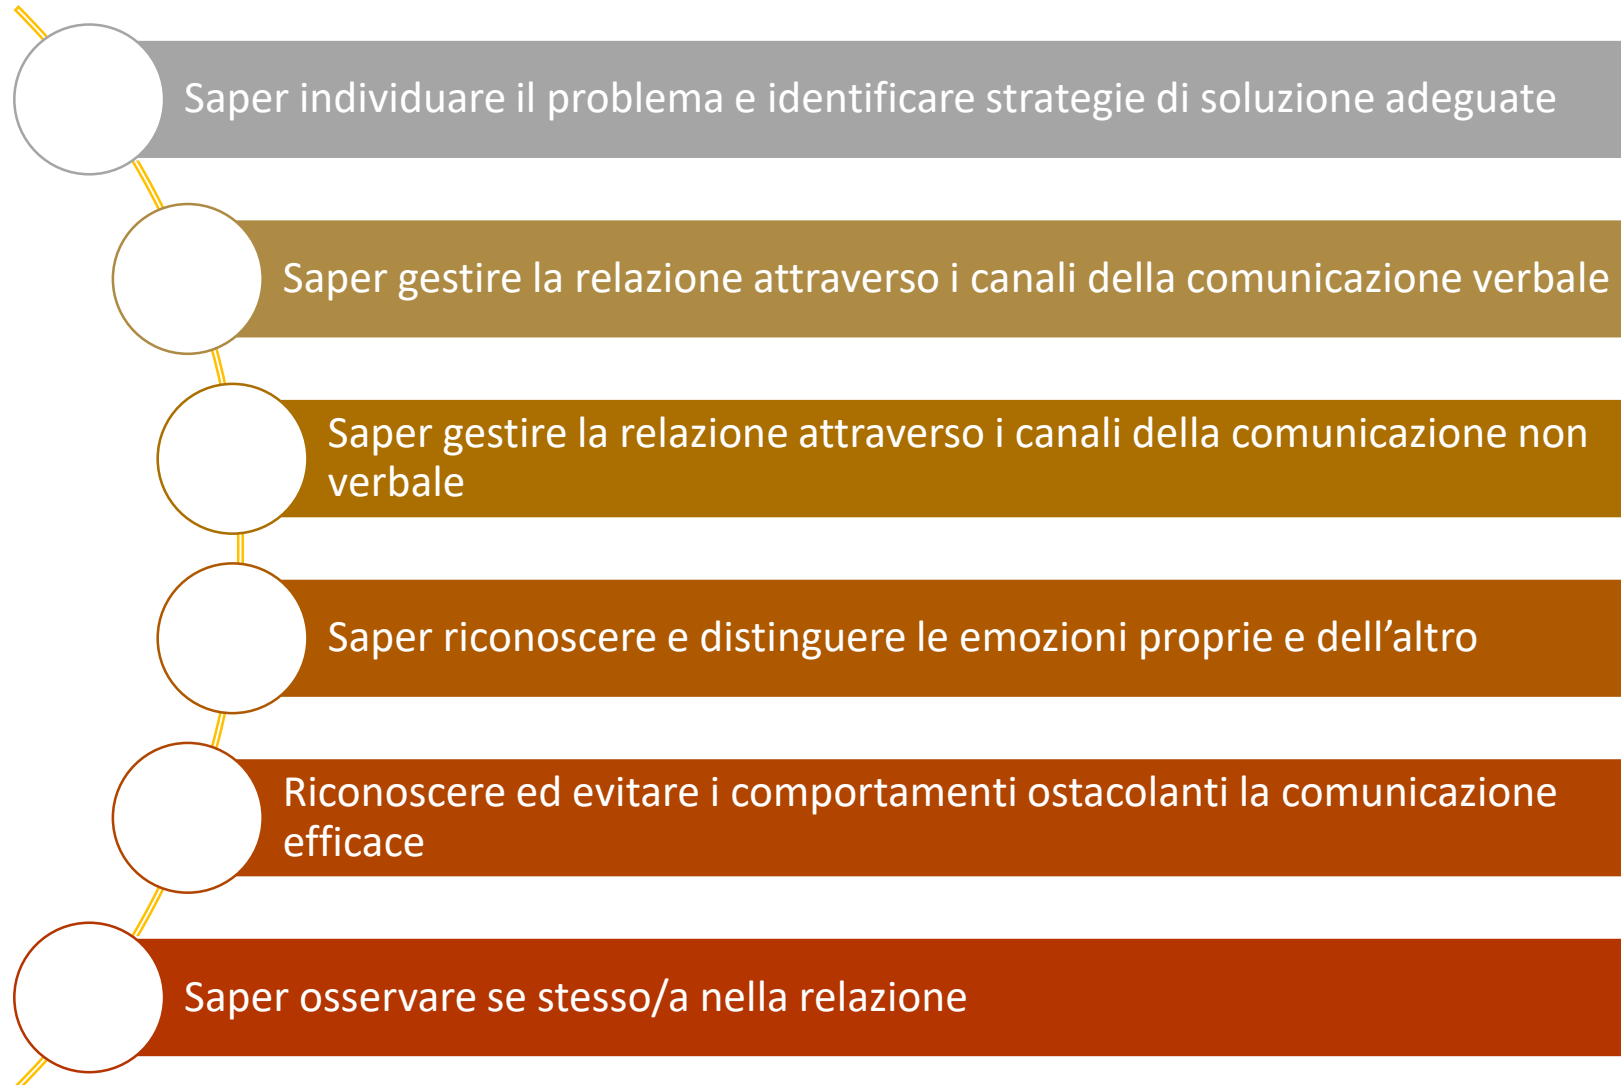 Saper individuare il problema e identificare strategie di soluzione adeguate
Saper gestire la relazione attraverso i canali della comunicazione verbale
Saper gestire la relazione attraverso i canali della comunicazione non
verbale
Saper riconoscere e distinguere le emozioni proprie e dell’altro
Riconoscere ed evitare i comportamenti ostacolanti la comunicazione
efficace
Saper osservare se stesso/a nella relazione